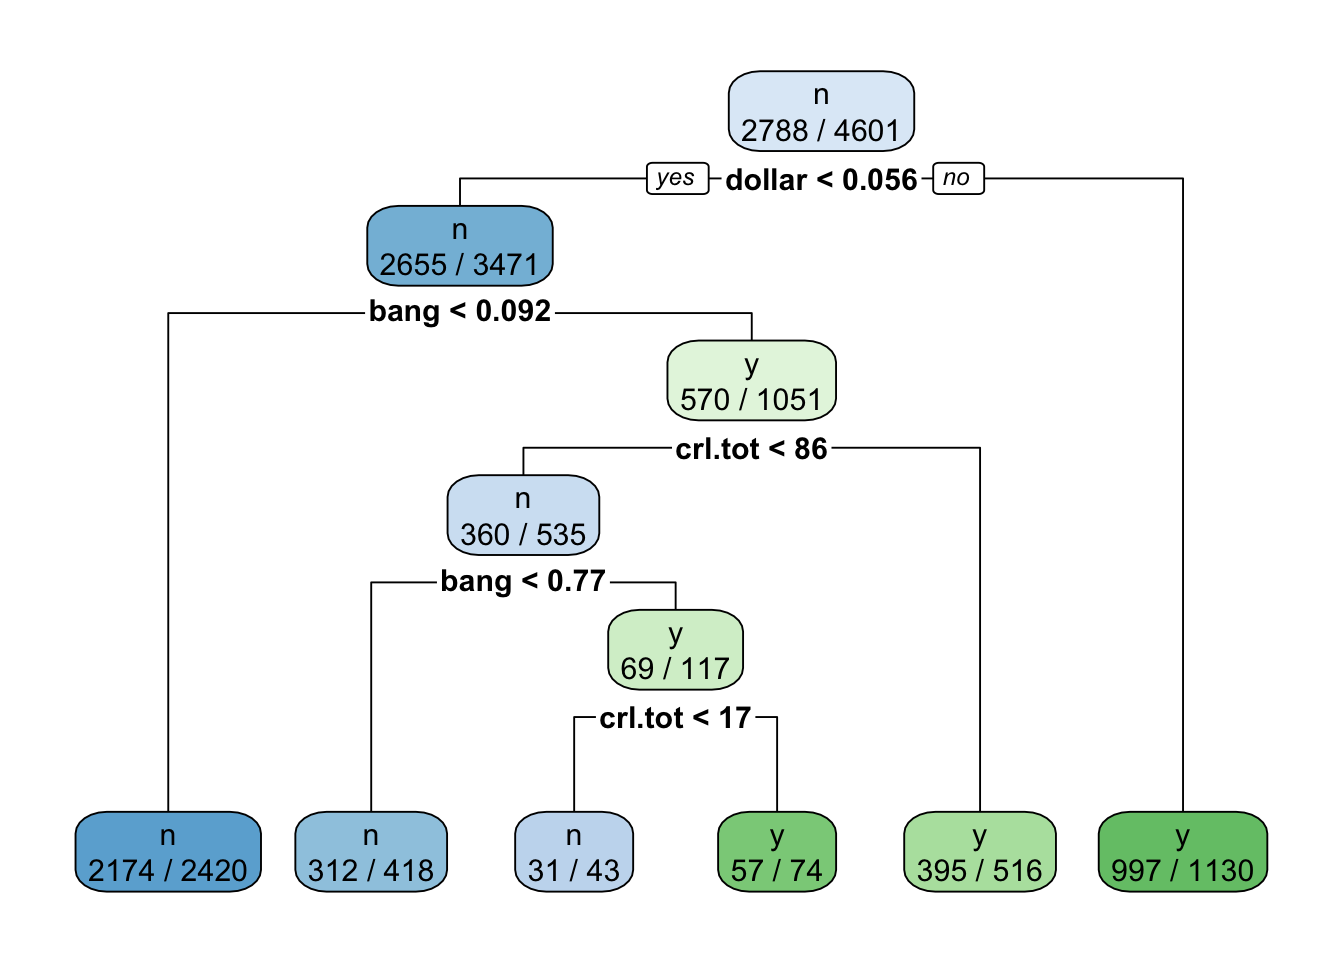 n
2788 / 4601
yes
dollar < 0.056
no
n
2655 / 3471
bang < 0.092
y
570 / 1051
crl.tot < 86
n
360 / 535
bang < 0.77
y
69 / 117
crl.tot < 17
n
2174 / 2420
n
312 / 418
n
31 / 43
y
57 / 74
y
395 / 516
y
997 / 1130